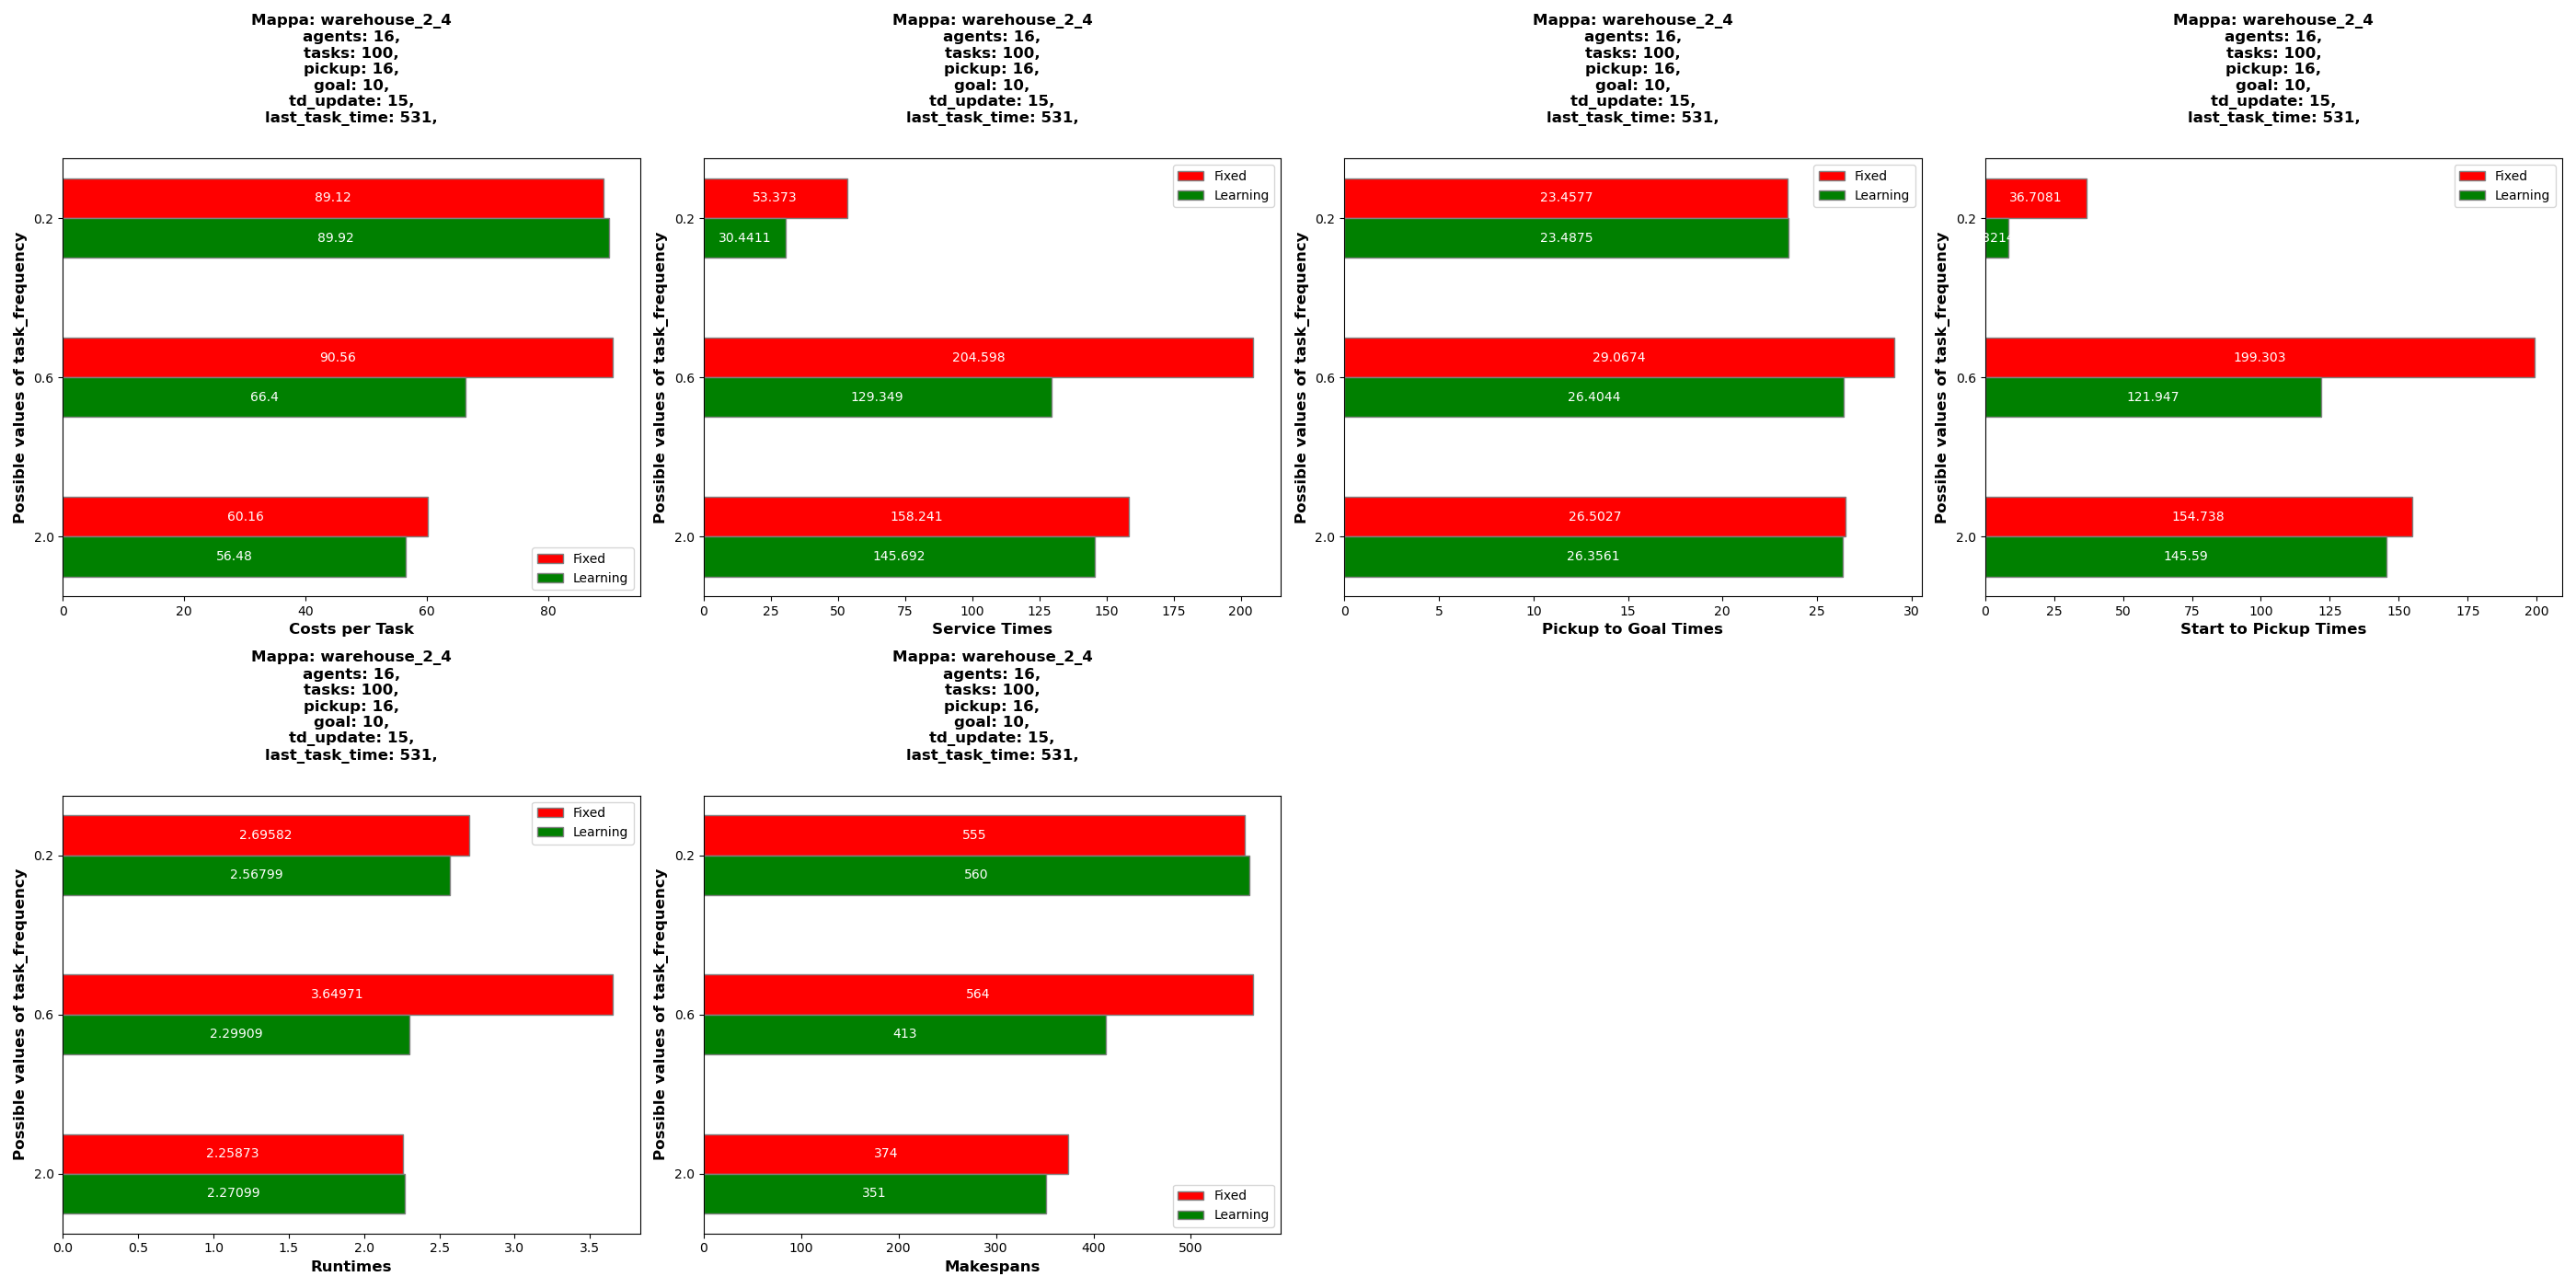 Mappa: warehouse_2_4
agents: 16,
tasks: 100,
pickup: 16,
goal: 10,
td_update: 15,
last_task_time: 531,
Possible values of task_frequency
0.2
0.6
2.0
89.12
89.92
90.56
66.4
60.16
56.48
Fixed
Learning
0 20 40 60 80
Costs per Task
Mappa: warehouse_2_4
agents: 16,
tasks: 100,
pickup: 16,
goal: 10,
td_update: 15,
last_task_time: 531,
Possible values of task_frequency
0.2
0.6
2.0
Fixed
Learning
53.373
30.4411
204.598
129.349
158.241
145.692
0 25 50 75 100 125 150 175 200
Service Times
Mappa: warehouse_2_4
agents: 16,
tasks: 100,
pickup: 16,
goal: 10,
td_update: 15,
last_task_time: 531,
Possible values of task_frequency
0.2
0.6
2.0
Fixed
Learning
23.4577
23.4875
29.0674
26.4044
26.5027
26.3561
0 5 10 15 20 25 30
Pickup to Goal Times
Mappa: warehouse_2_4
agents: 16,
tasks: 100,
pickup: 16,
goal: 10,
td_update: 15,
last_task_time: 531,
Possible values of task_frequency
0.2
0.6
2.0
Fixed
Learning
36.7081
199.303
121.947
154.738
145.59
0 25 50 75 100 125 150 175 200
Start to Pickup Times
Mappa: warehouse_2_4
agents: 16,
tasks: 100,
pickup: 16,
goal: 10,
td_update: 15,
last_task_time: 531,
Possible values of task_frequency
0.2
0.6
2.0
Fixed
Learning
2.69582
2.56799
3.64971
2.29909
2.25873
2.27099
0.0 0.5 1.0 1.5 2.0 2.5 3.0 3.5
Runtimes
Mappa: warehouse_2_4
agents: 16,
tasks: 100,
pickup: 16,
goal: 10,
td_update: 15,
last_task_time: 531,
Possible values of task_frequency
0.2
0.6
2.0
555
560
564
413
374
351
Fixed
Learning
0 100 200 300 400 500
Makespans